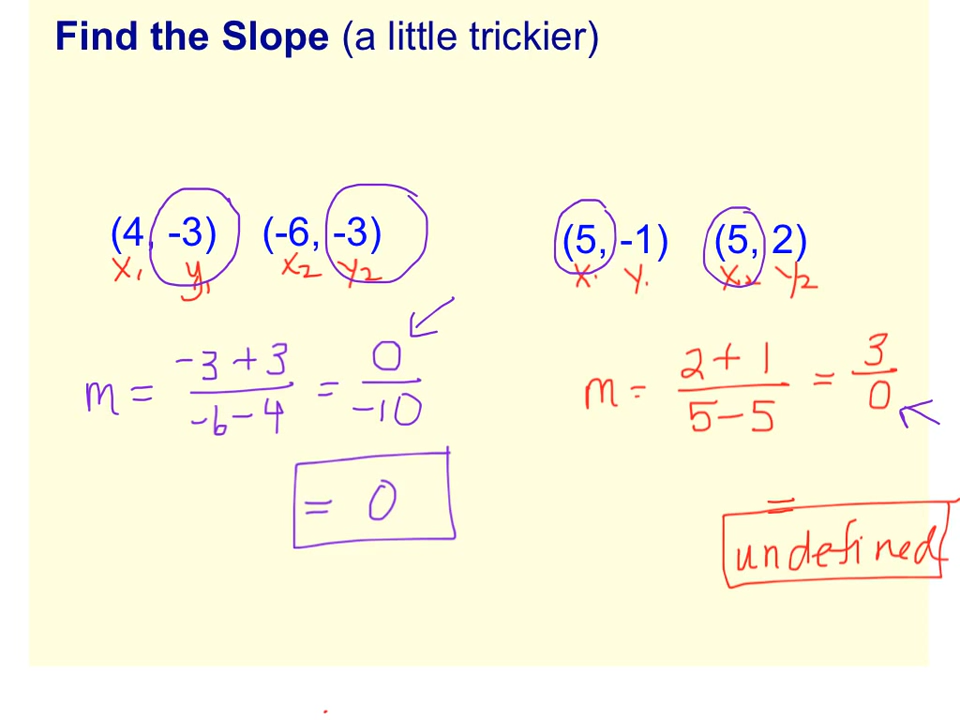 Find the Slope (a little trickier)
(4, -3) (-6, -3)
x₁ y₁ x₂ y₂
m = (-3 + 3)/(-6 - 4) = 0/-10
= 0
(5, -1) (5, 2)
x₁ y₁ x₂ y₂
m = (2 + 1)/(5 - 5) = 3/0
=
undefined